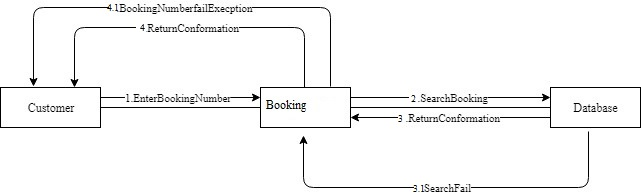 4.1BookingNumberfailExecption
4.ReturnConformation
Customer
1.EnterBookingNumber
Booking
2.SearchBooking
3 .ReturnConformation
Database
3.1SearchFail